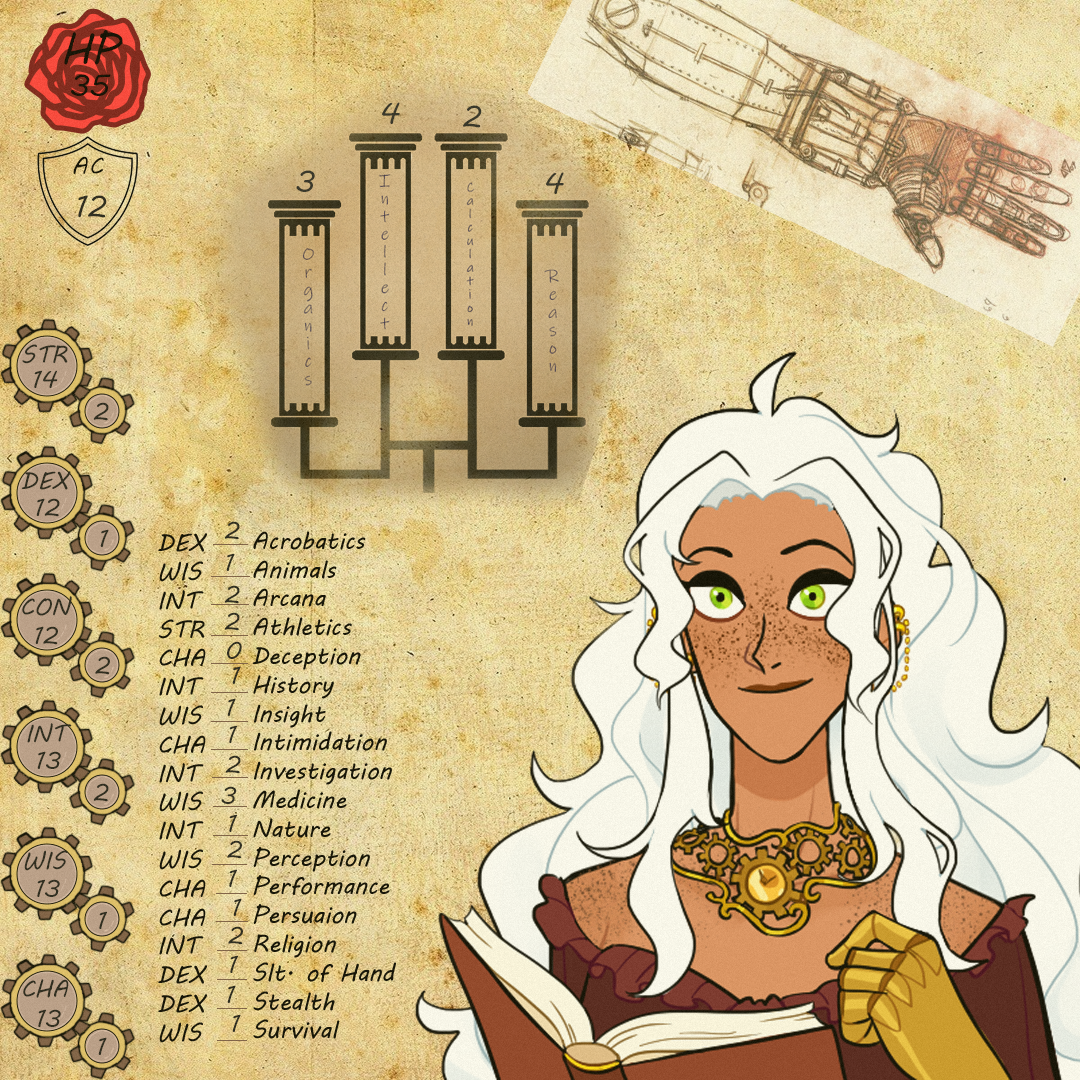 HP
35
AC
12
3
4
2
4
Organics
Intellect
Calculation
Reason
STR
14
2
DEX
12
1
CON
12
2
INT
13
2
WIS
13
1
CHA
13
1
DEX 2 Acrobatics
WIS 1 Animals
INT 2 Arcana
STR 2 Athletics
CHA 0 Deception
INT 1 History
WIS 1 Insight
CHA 1 Intimidation
INT 2 Investigation
WIS 3 Medicine
INT 1 Nature
WIS 2 Perception
CHA 1 Performance
CHA 1 Persuaion
INT 2 Religion
DEX 1 Slt. of Hand
DEX 1 Stealth
WIS 1 Survival